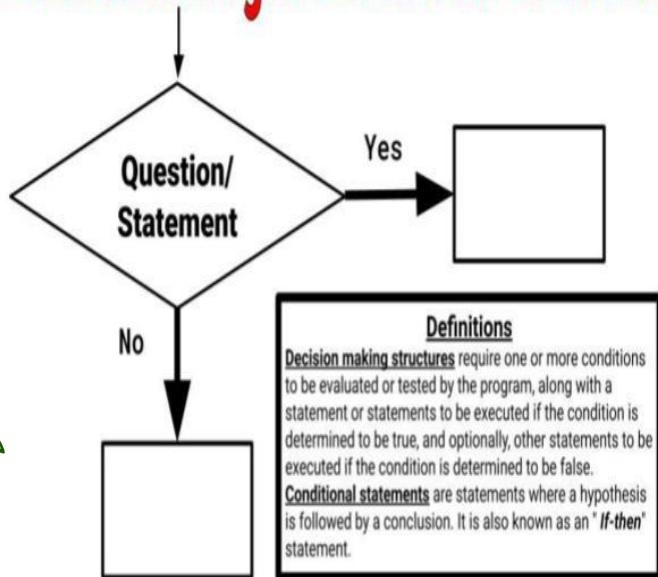 Question/
Statement
Yes
No
Definitions
Decision making structures require one or more conditions
to be evaluated or tested by the program, along with a
statement or statements to be executed if the condition is
determined to be true, and optionally, other statements to be
executed if the condition is determined to be false.
Conditional statements are statements where a hypothesis
is followed by a conclusion. It is also known as an " If-then"
statement.